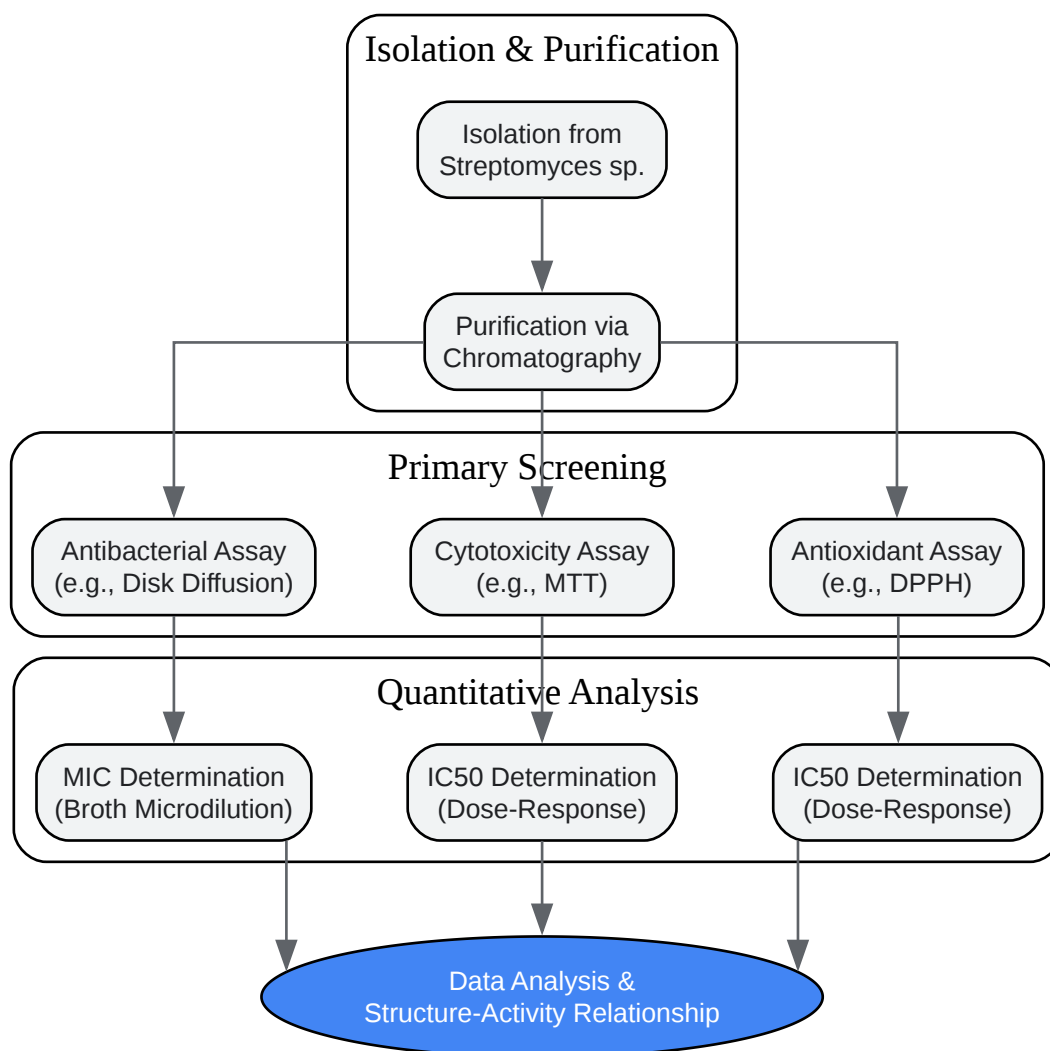 Isolation & Purification
Isolation from
Streptomyces sp.
Purification via
Chromatography
Primary Screening
Antibacterial Assay
(e.g., Disk Diffusion)
Cytotoxicity Assay
(e.g., MTT)
Antioxidant Assay
(e.g., DPPH)
Quantitative Analysis
MIC Determination
(Broth Microdilution)
IC50 Determination
(Dose-Response)
IC50 Determination
(Dose-Response)
Data Analysis &
Structure-Activity Relationship